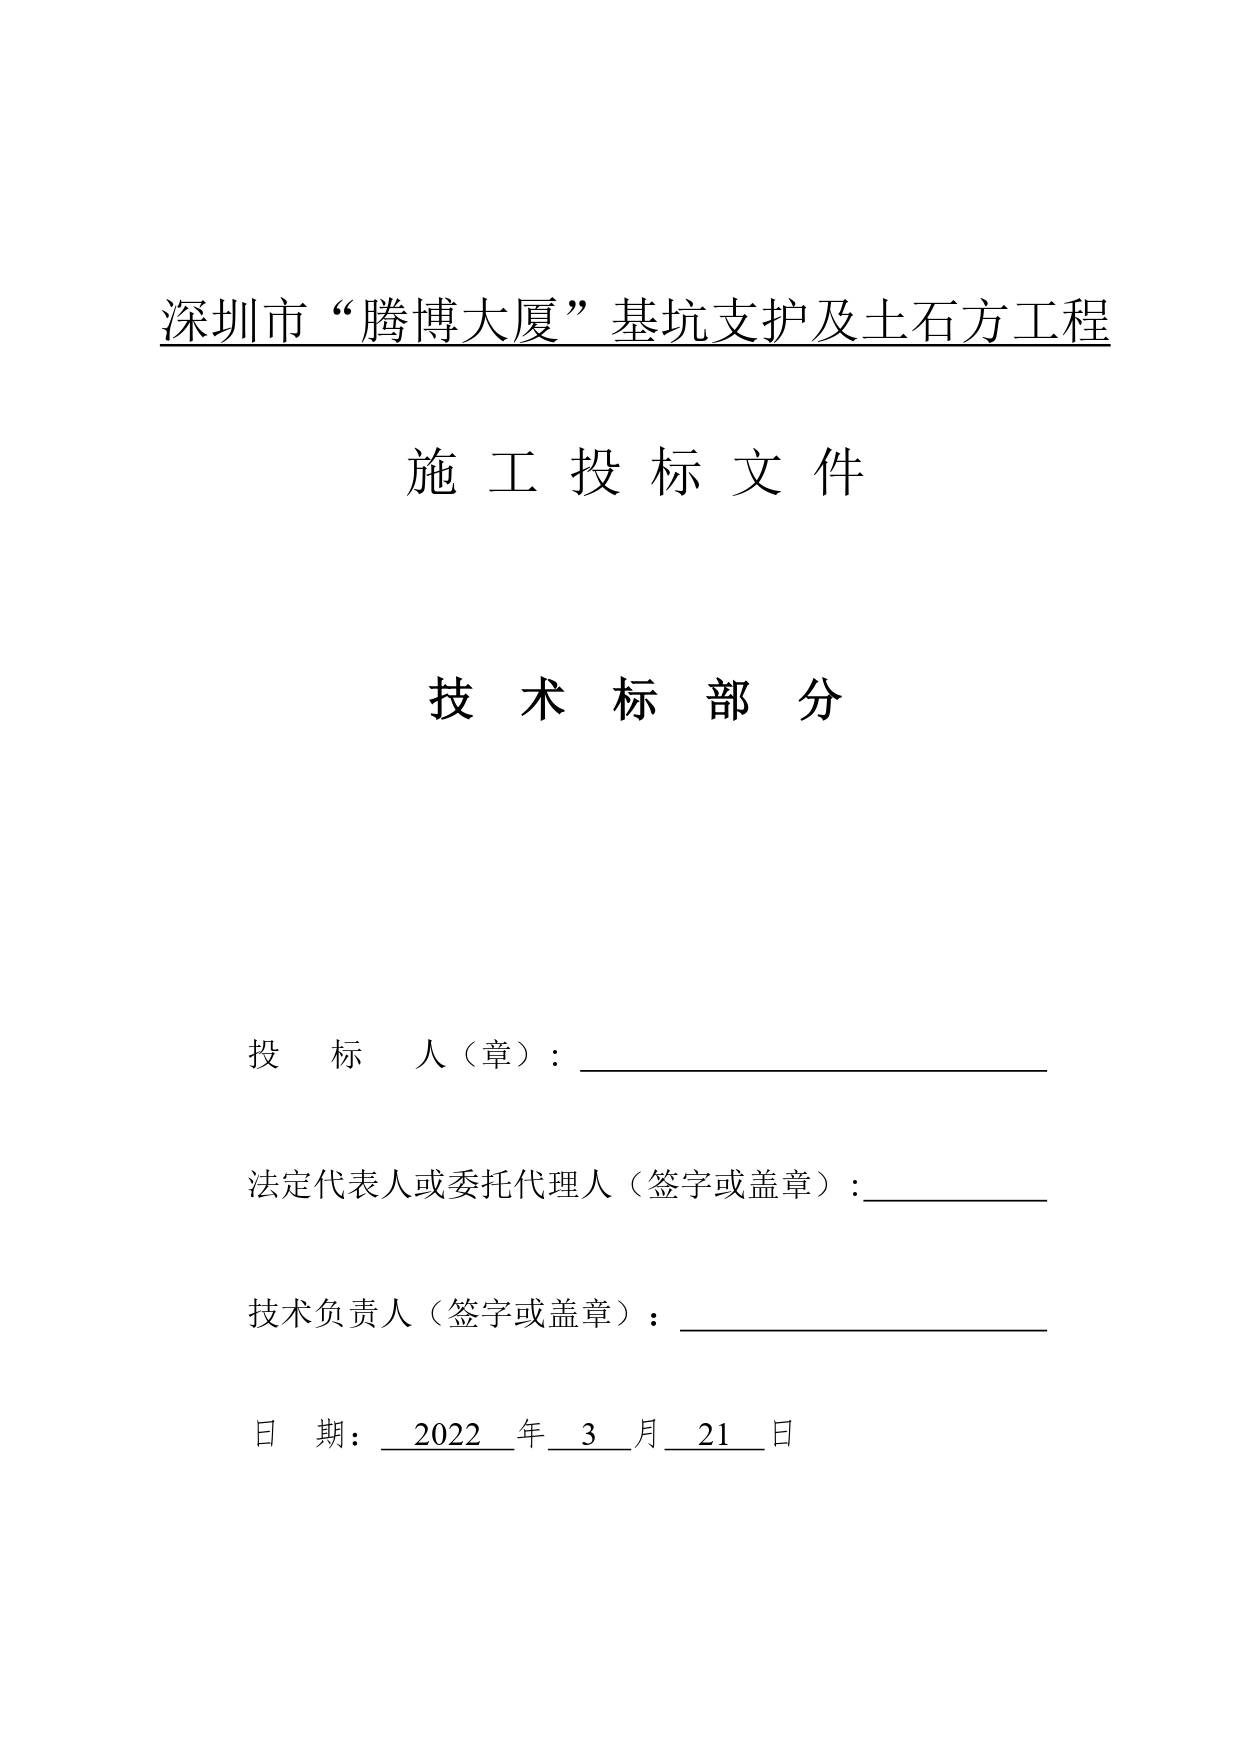 深圳市“腾博大厦”基坑支护及土石方工程
施 工 投 标 文 件
技 术 标 部 分
投 标 人（章）：
法定代表人或委托代理人（签字或盖章）:
技术负责人（签字或盖章）：
日 期： 2022 年 3 月 21 日